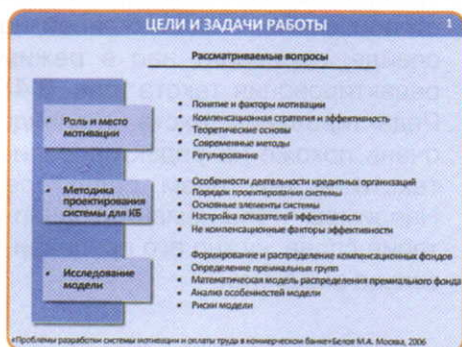 ЦЕЛИ И ЗАДАЧИ РАБОТЫ
1
Рассматриваемые вопросы
Роль и место
мотивации
Понятие и факторы мотивации
Компенсационная стратегия и эффективность
Теоретические основы
Современные методы
Регулирование
Методика
проектирования
системы для КБ
Особенности деятельности кредитных организаций
Порядок проектирования системы
Основные элементы системы
Настройка показателей эффективности
Не компенсационные факторы эффективности
Исследование
модели
Формирование и распределение компенсационных фондов
Определение премиальных групп
Математическая модель распределения премиального фонда
Анализ особенностей модели
Риски модели
«Проблемы разработки системы мотивации и оплаты труда в коммерческом банке» Белов М.А. Москва, 2006